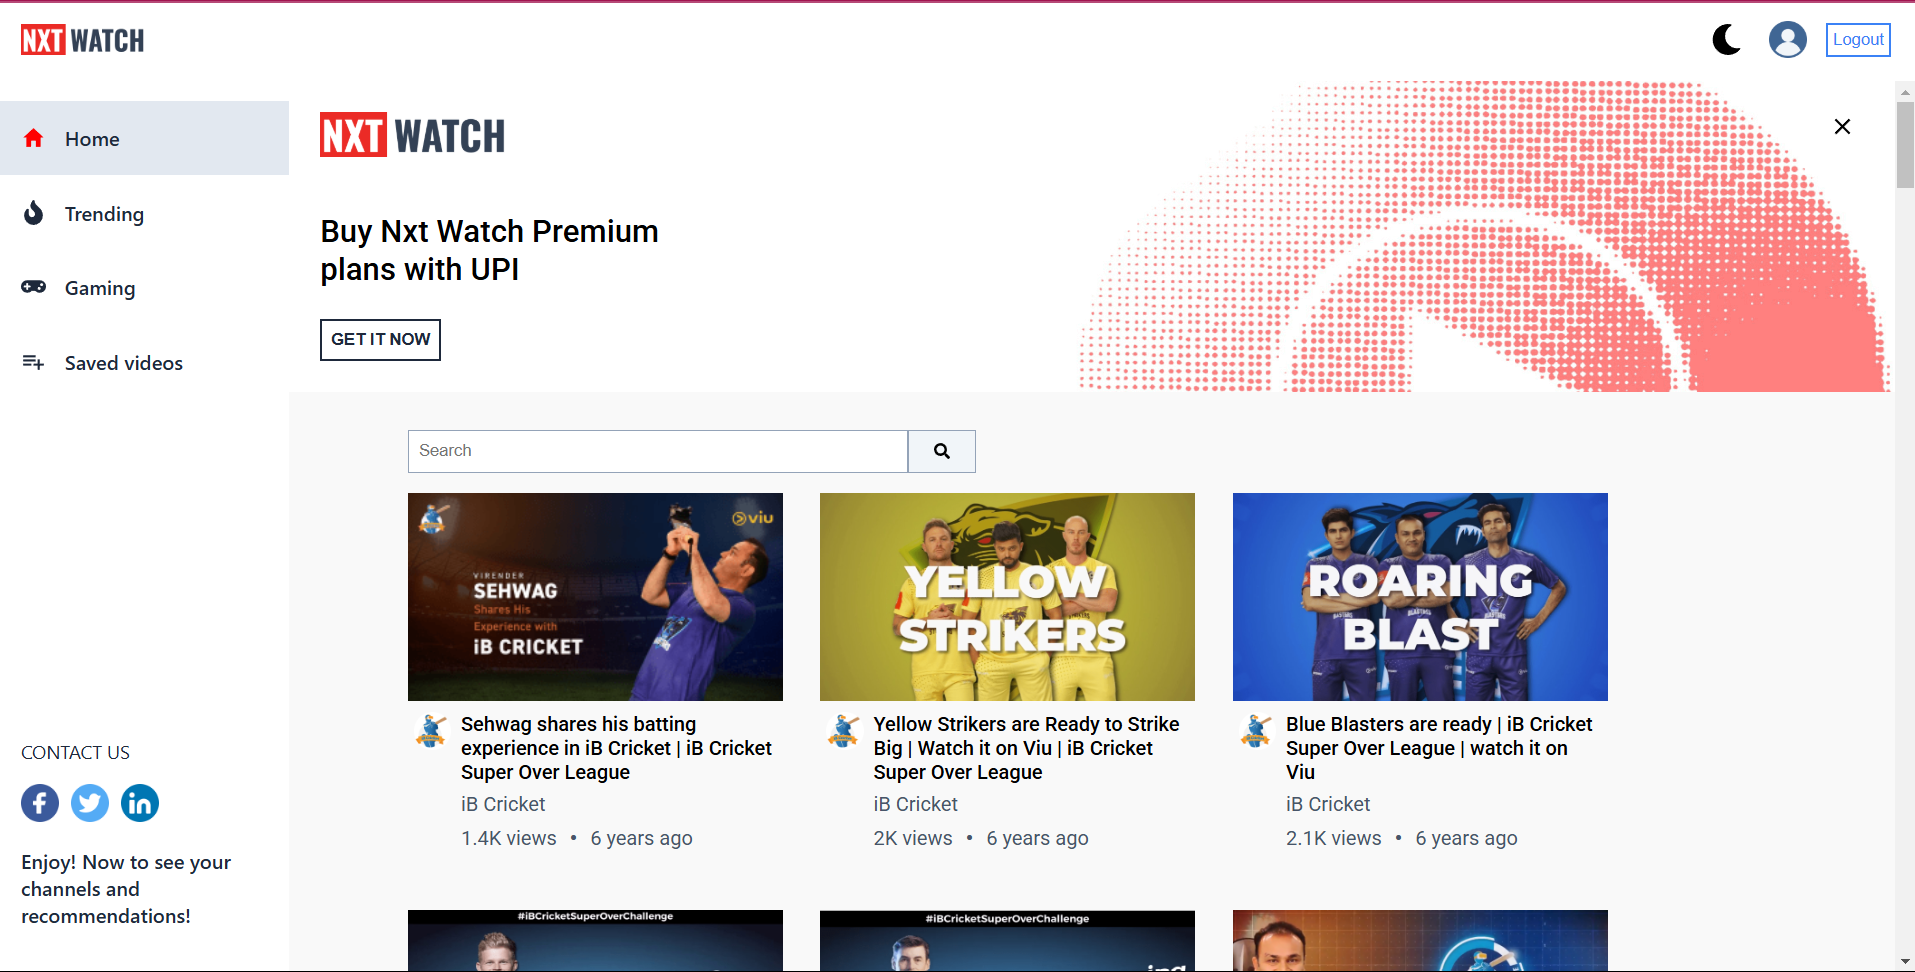 NXT WATCH
Logout
Home
Trending
Gaming
Saved videos
CONTACT US
Enjoy! Now to see your
channels and
recommendations!
NXT WATCH
Buy Nxt Watch Premium
plans with UPI
GET IT NOW
Search
viu
VIRENDER
SEHWAG
Shares His
Experience with
iB CRICKET
YELLOW
STRIKERS
ROARING
BLAST
Sehwag shares his batting
experience in iB Cricket | iB Cricket
Super Over League
iB Cricket
1.4K views • 6 years ago
Yellow Strikers are Ready to Strike
Big | Watch it on Viu | iB Cricket
Super Over League
iB Cricket
2K views • 6 years ago
Blue Blasters are ready | iB Cricket
Super Over League | watch it on
Viu
iB Cricket
2.1K views • 6 years ago
#iBCricketSuperOverChallenge
#iBCricketSuperOverChallenge